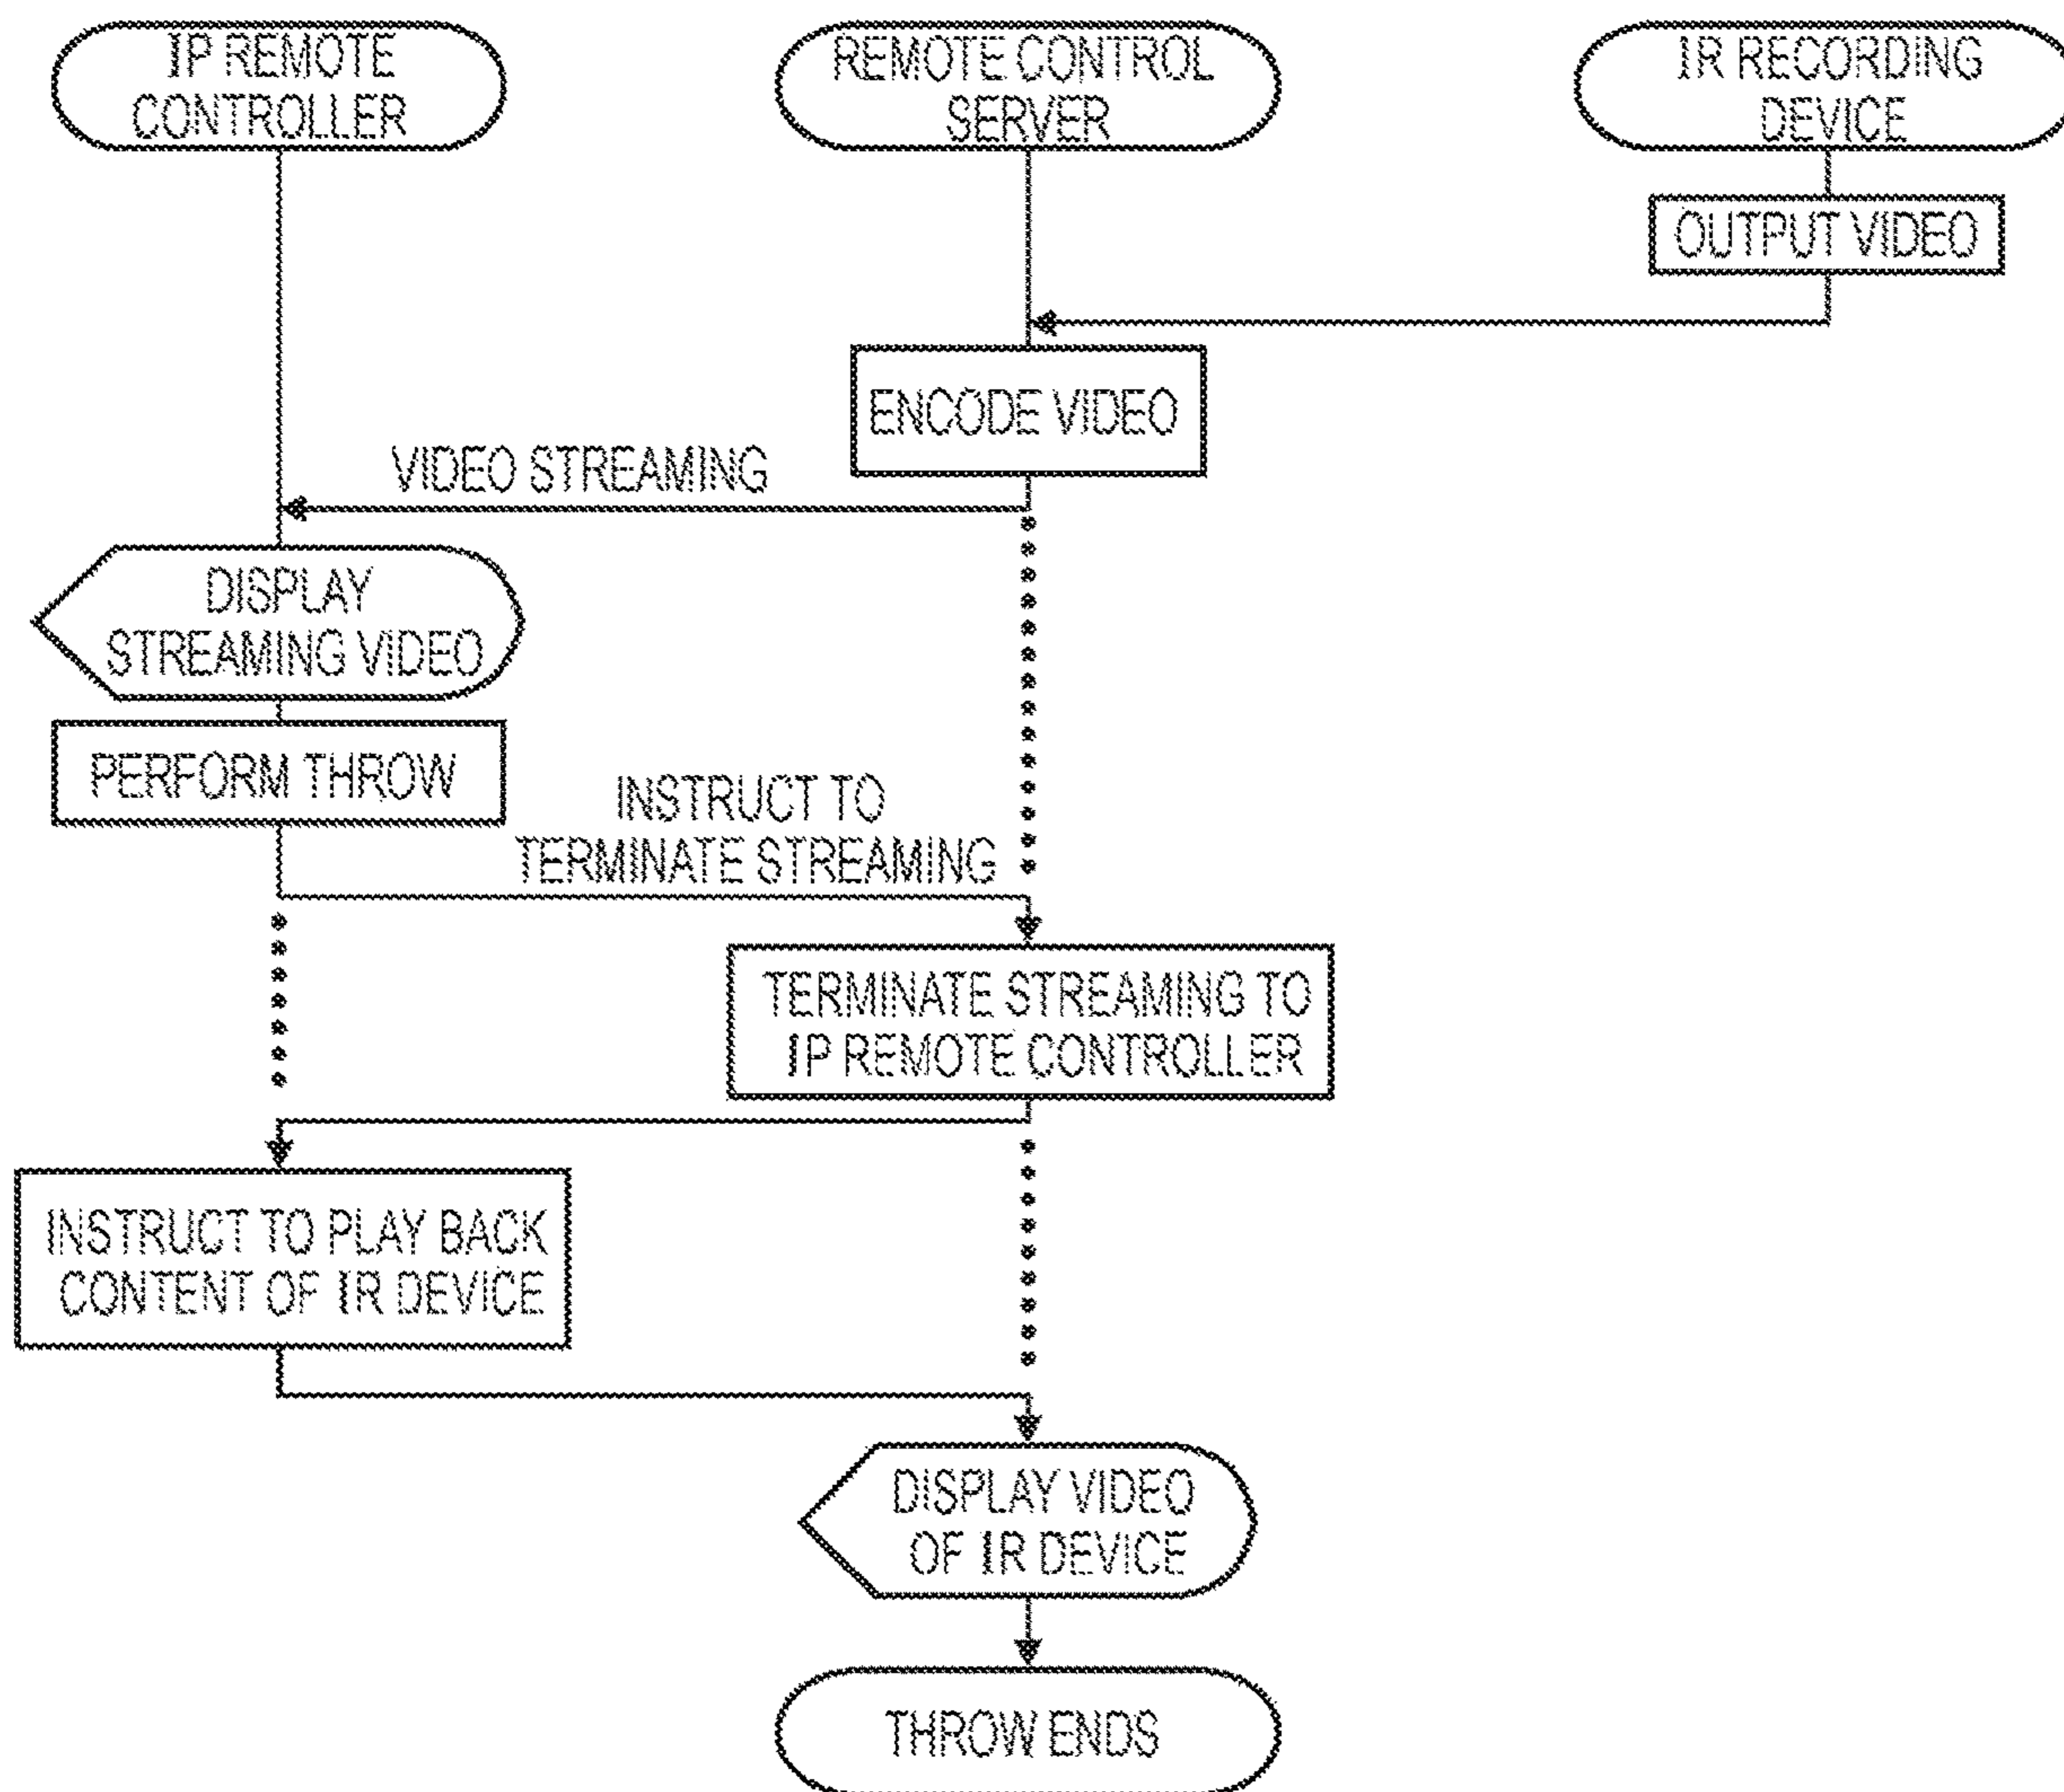 IP REMOTE
CONTROLLER
REMOTE CONTROL
SERVER
IR RECORDING
DEVICE
OUTPUT VIDEO
ENCODE VIDEO
VIDEO STREAMING
DISPLAY
STREAMING VIDEO
PERFORM THROW
INSTRUCT TO
TERMINATE STREAMING
TERMINATE STREAMING TO
IP REMOTE CONTROLLER
INSTRUCT TO PLAY BACK
CONTENT OF IR DEVICE
DISPLAY VIDEO
OF IR DEVICE
THROW ENDS